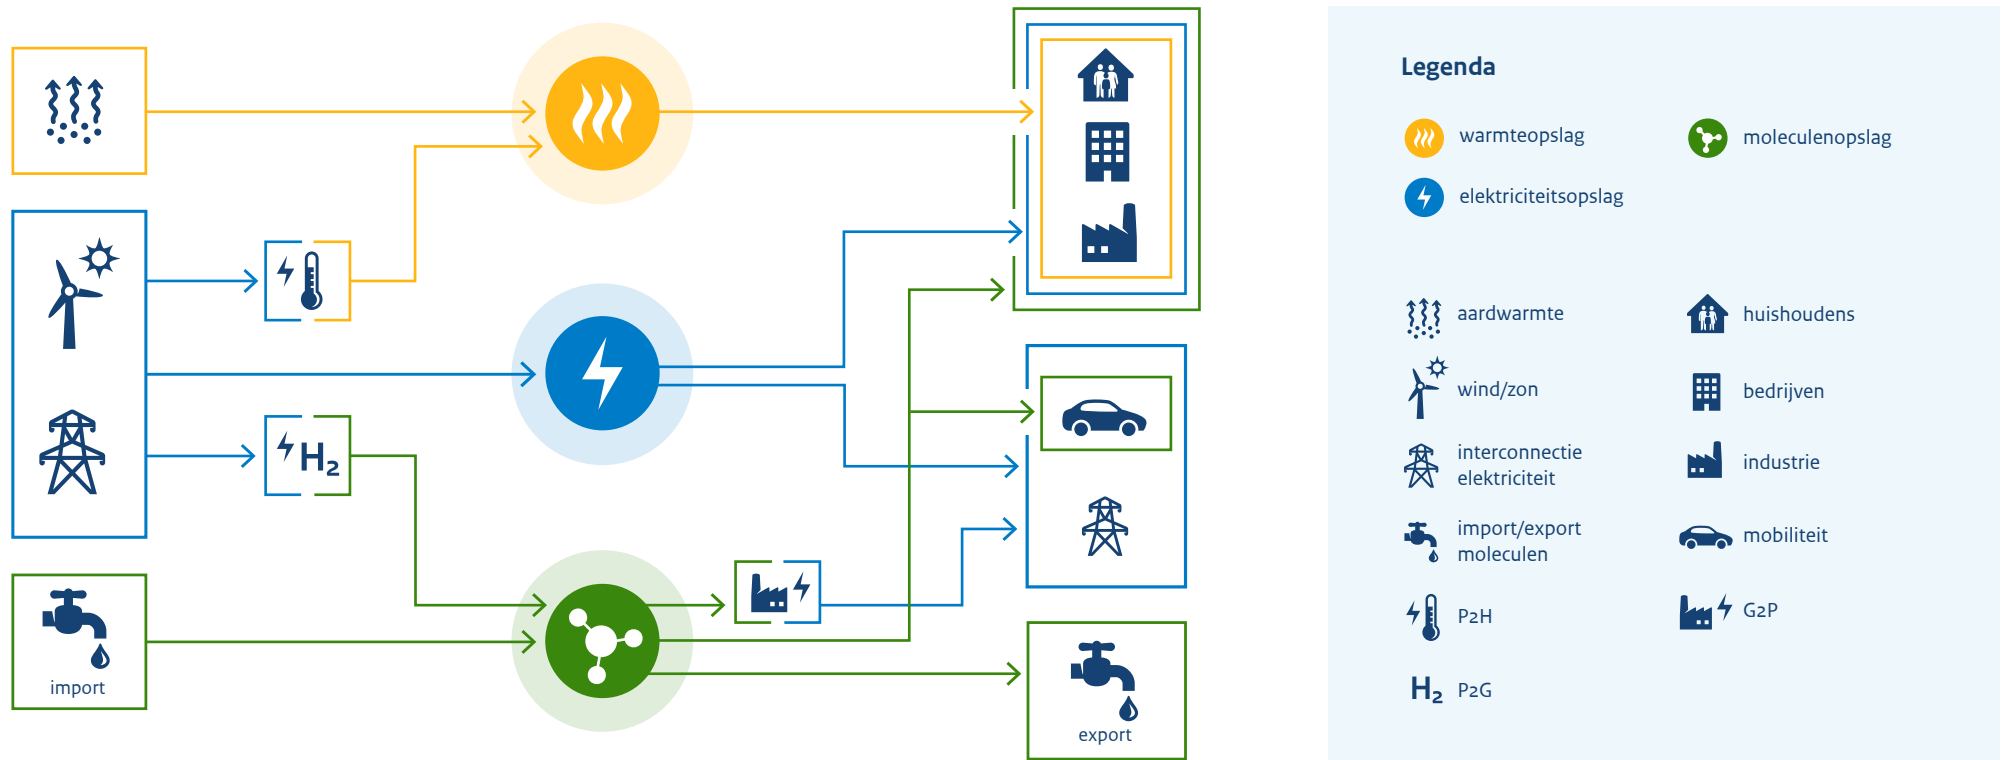 H2
import
export
Legenda
warmteopslag
moleculenopslag
elektriciteitsopslag
aardwarmte
huishoudens
wind/zon
bedrijven
interconnectie
elektriciteit
industrie
import/export
moleculen
mobiliteit
P2H
G2P
H2
P2G